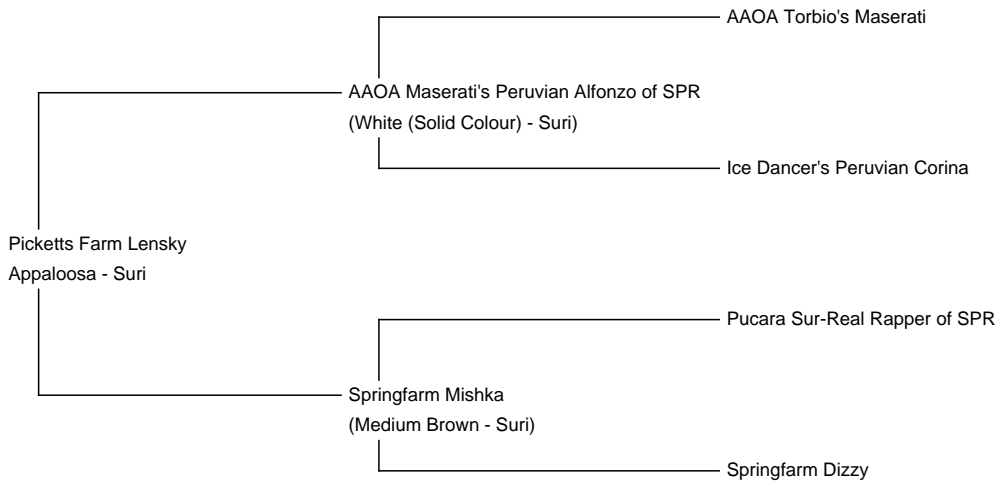 AAOA Torbio's Maserati
AAOA Maserati's Peruvian Alfonzo of SPR
(White (Solid Colour) - Suri)
Ice Dancer's Peruvian Corina
Picketts Farm Lensky
Appaloosa - Suri
Pucara Sur-Real Rapper of SPR
Springfarm Mishka
(Medium Brown - Suri)
Springfarm Dizzy